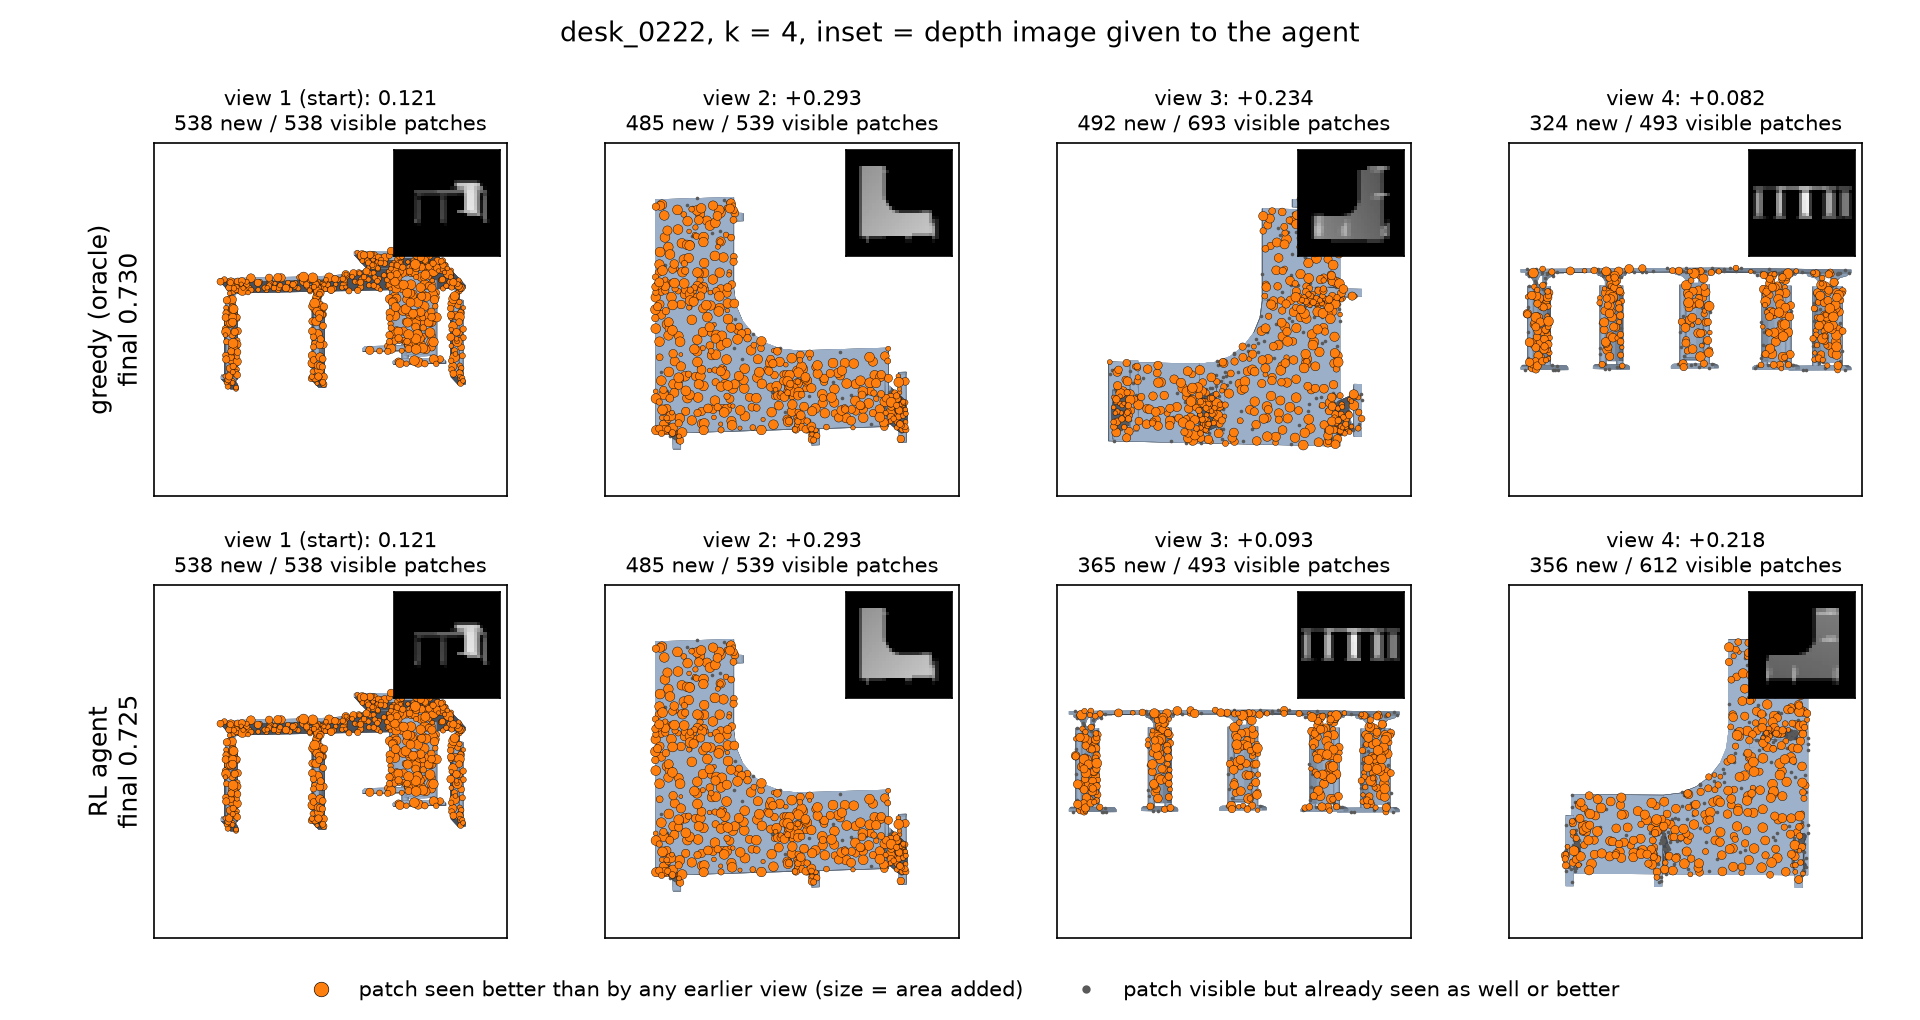 desk_0222, k = 4, inset = depth image given to the agent
view 1 (start): 0.121
538 new / 538 visible patches
view 2: +0.293
485 new / 539 visible patches
view 3: +0.234
492 new / 693 visible patches
view 4: +0.082
324 new / 493 visible patches
greedy (oracle)
final 0.730
view 1 (start): 0.121
538 new / 538 visible patches
view 2: +0.293
485 new / 539 visible patches
view 3: +0.093
365 new / 493 visible patches
view 4: +0.218
356 new / 612 visible patches
RL agent
final 0.725
patch seen better than by any earlier view (size = area added)
patch visible but already seen as well or better